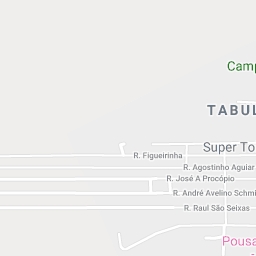 Camp
TABUL
Super To
R. Figueirinha
R. Agostinho Aguiar
R. José A Procópio
R. André Avelino Schmi
R. Raul São Seixas
Pousa